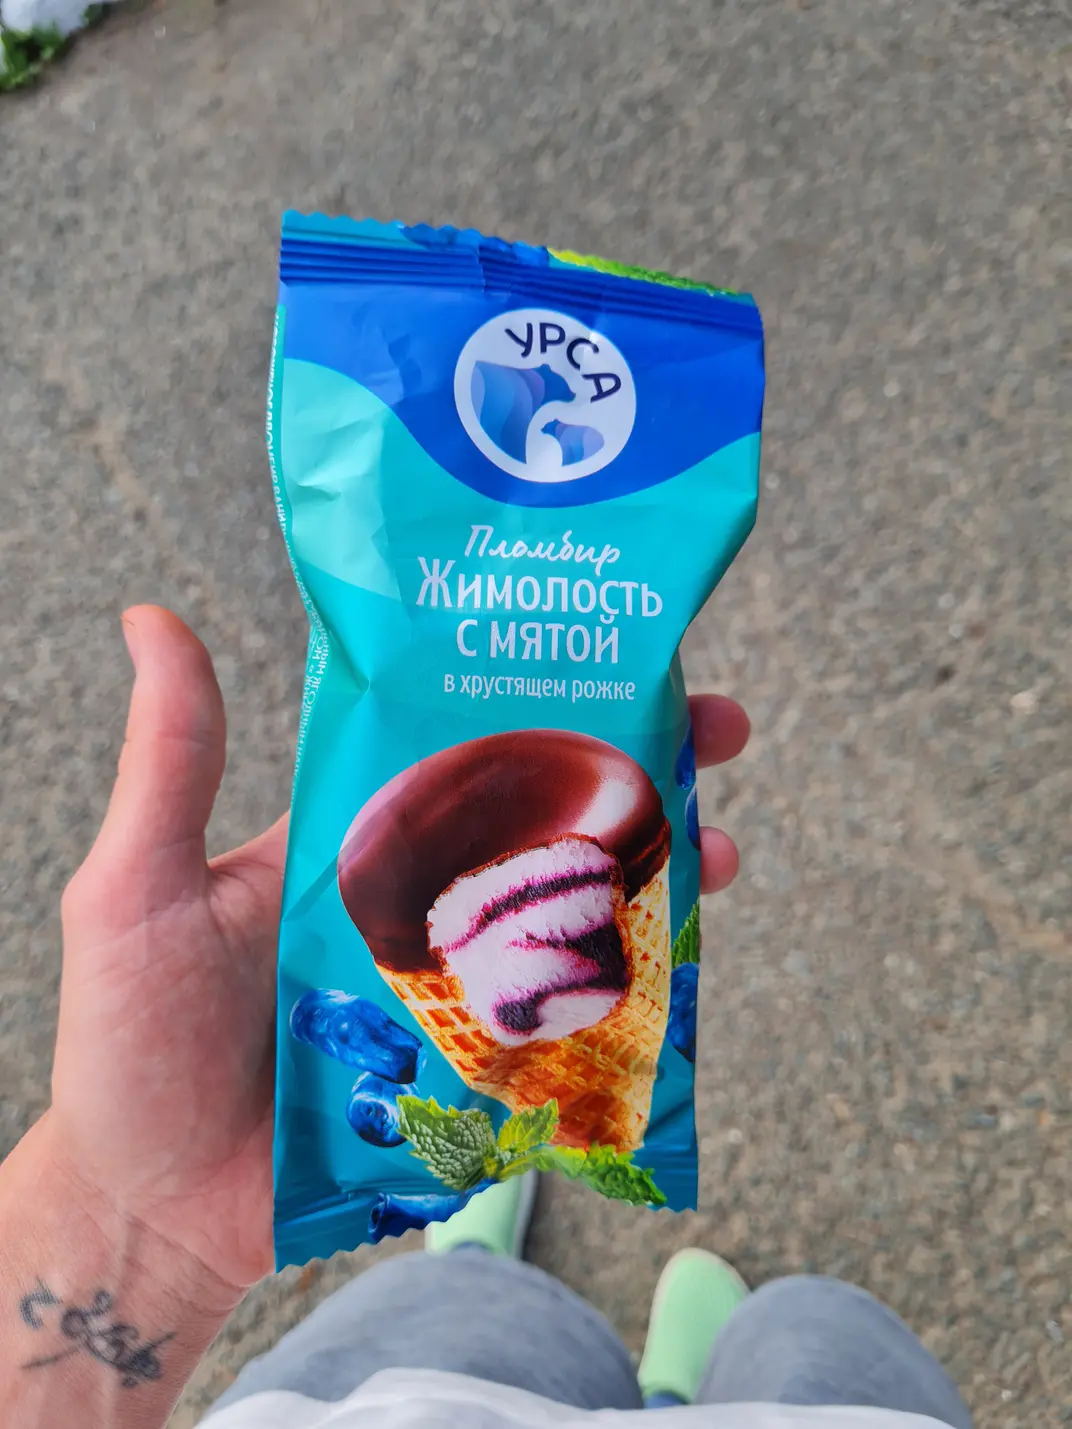 УРСА
Пломбир
Жимолость
с мятой
в хрустящем рожке